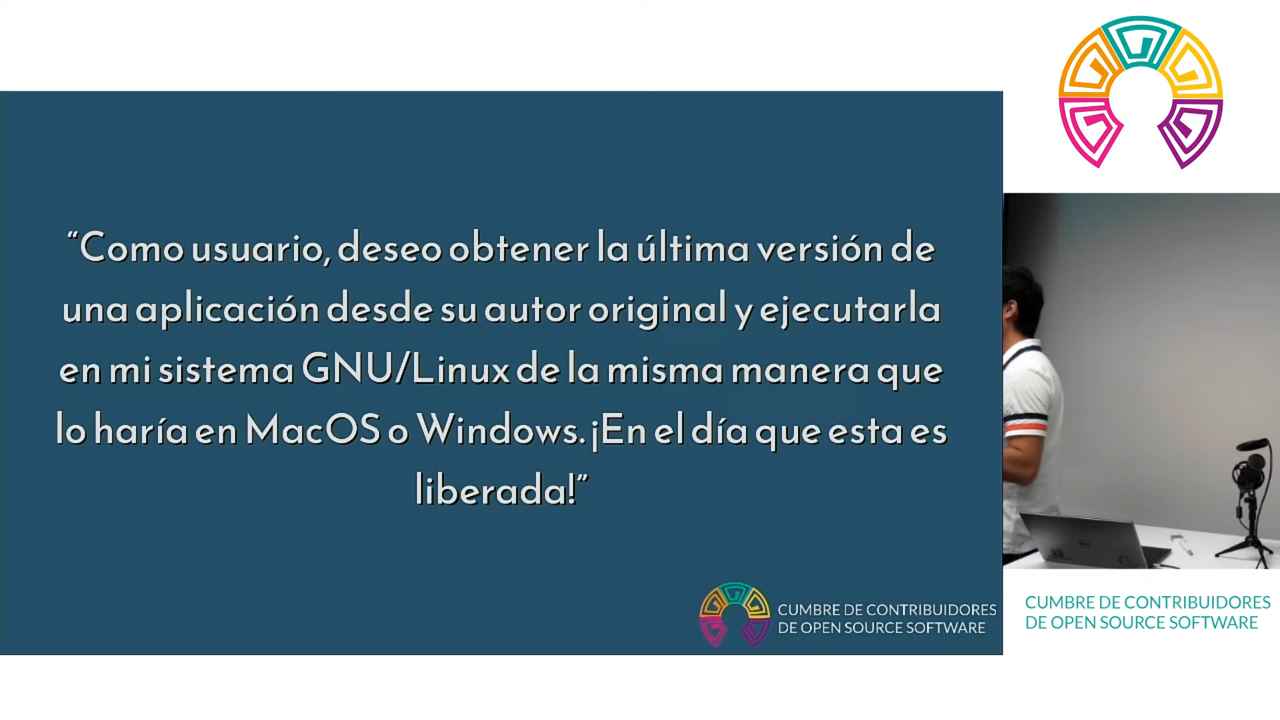 “Como usuario, deseo obtener la última versión de
una aplicación desde su autor original y ejecutarla
en mi sistema GNU/Linux de la misma manera que
lo haría en MacOS o Windows. ¡En el día que esta es
liberada!”
CUMBRE DE CONTRIBUIDORES
DE OPEN SOURCE SOFTWARE
CUMBRE DE CONTRIBUIDORES
DE OPEN SOURCE SOFTWARE